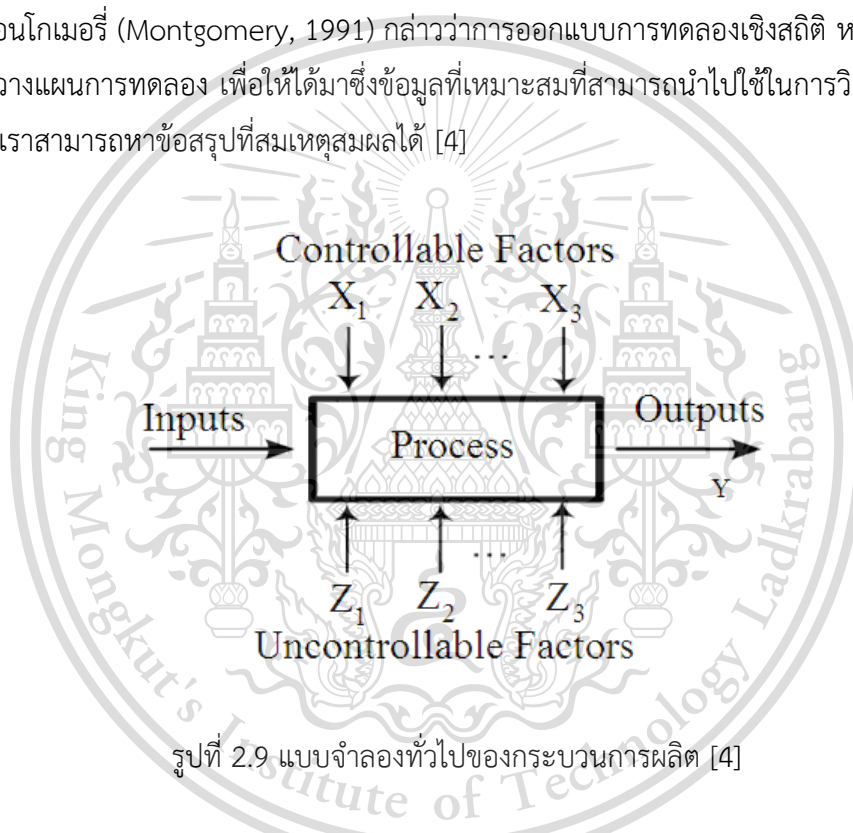 อนโกเมอรี่ (Montgomery, 1991) กล่าวว่าการออกแบบการทดลองเชิงสถิติ ห
วางแผนการทดลอง เพื่อให้ได้มาซึ่งข้อมูลที่เหมาะสมที่สามารถนำไปใช้ในการวิ
เราสามารถหาข้อสรุปที่สมเหตุสมผลได้ [4]
Controllable Factors
X1 X2 ... X3
Inputs Process Outputs
Y
Z1 Z2 ... Z3
Uncontrollable Factors
รูปที่ 2.9 แบบจำลองทั่วไปของกระบวนการผลิต [4]
King Mongkut's Institute of Technology Ladkrabang